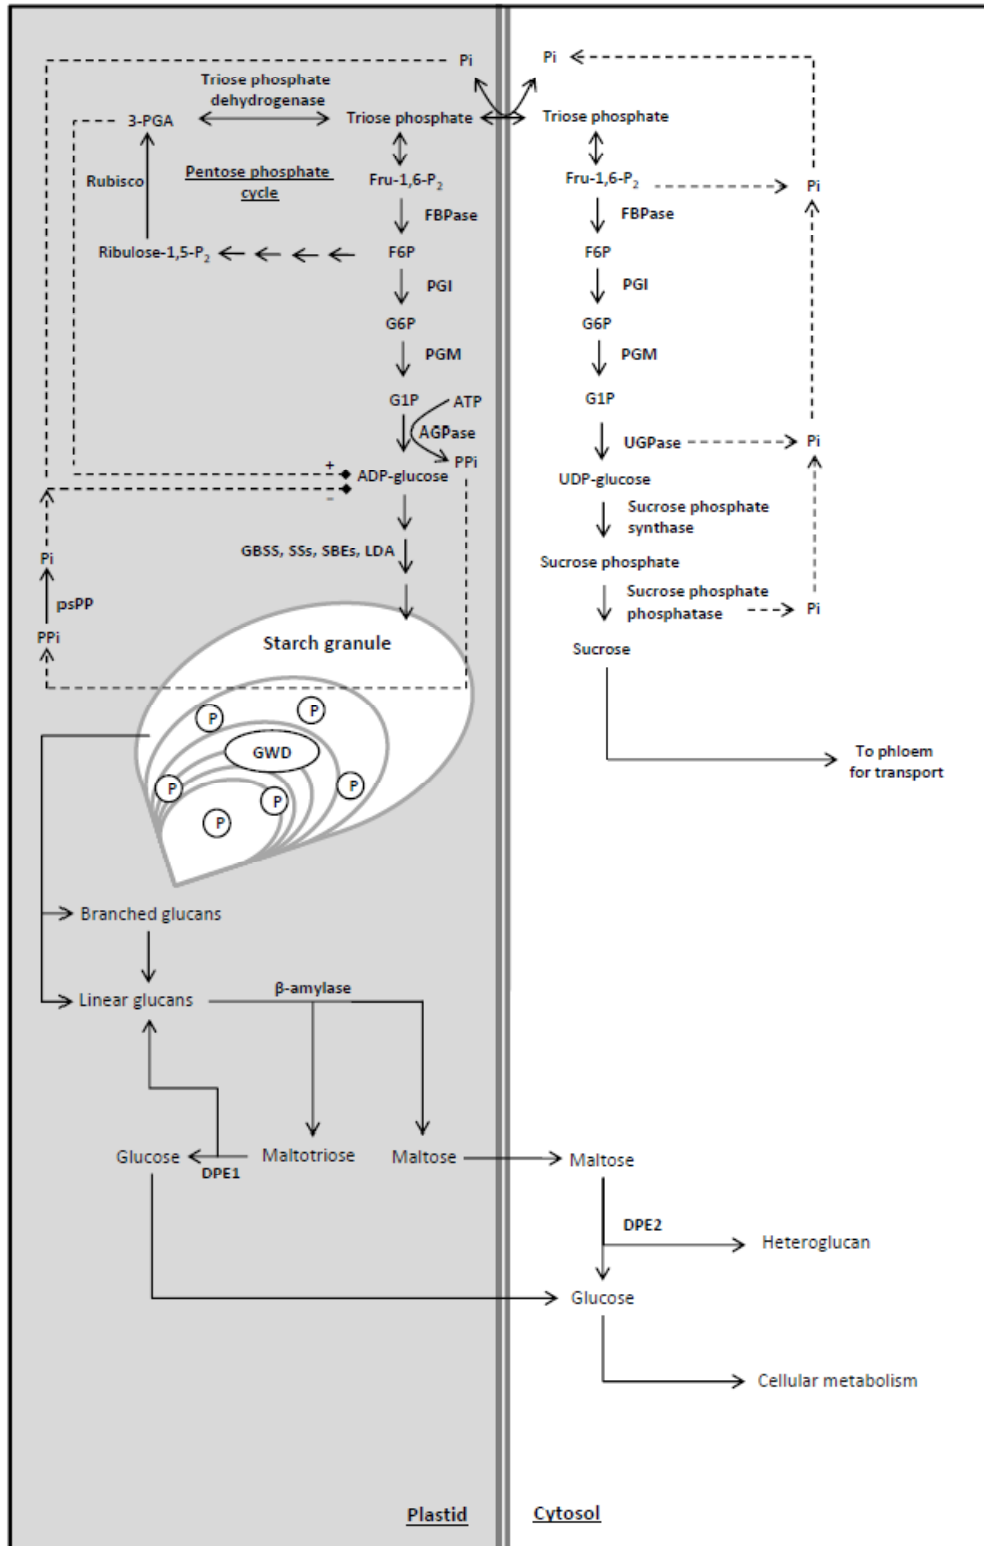 Pi
Pi
Triose phosphate
dehydrogenase
3-PGA
Triose phosphate
Triose phosphate
Rubisco
Pentose phosphate
cycle
Fru-1,6-P2
Fru-1,6-P2
Pi
FBPase
FBPase
Ribulose-1,5-P2
F6P
F6P
PGI
PGI
G6P
G6P
PGM
PGM
G1P
ATP
G1P
AGPase
UGPase
Pi
+
ADP-glucose
PPi
UDP-glucose
–
Sucrose phosphate
synthase
GBSS, SSs, SBEs, LDA
Pi
Sucrose phosphate
psPP
Sucrose phosphate
phosphatase
Pi
PPi
Starch granule
Sucrose
P
P
GWD
To phloem
for transport
P
P
P
P
Branched glucans
Linear glucans
β-amylase
Glucose
DPE1
Maltotriose
Maltose
Maltose
DPE2
Heteroglucan
Glucose
Cellular metabolism
Plastid
Cytosol